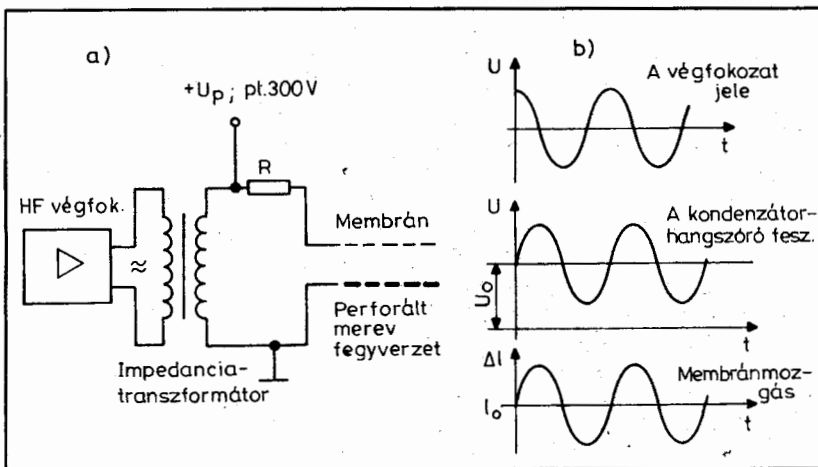 a)
+Up; pl.300V
R
HF végfok.
≈
Membrán
Perforált
merev
fegyverzet
Impedancia-
transzformátor
b)
U
A végfokozat
jele
t
U
A kondenzátor-
hangszóró fesz.
U₀
t
Δl
l₀
Membránmoz-
gás
t